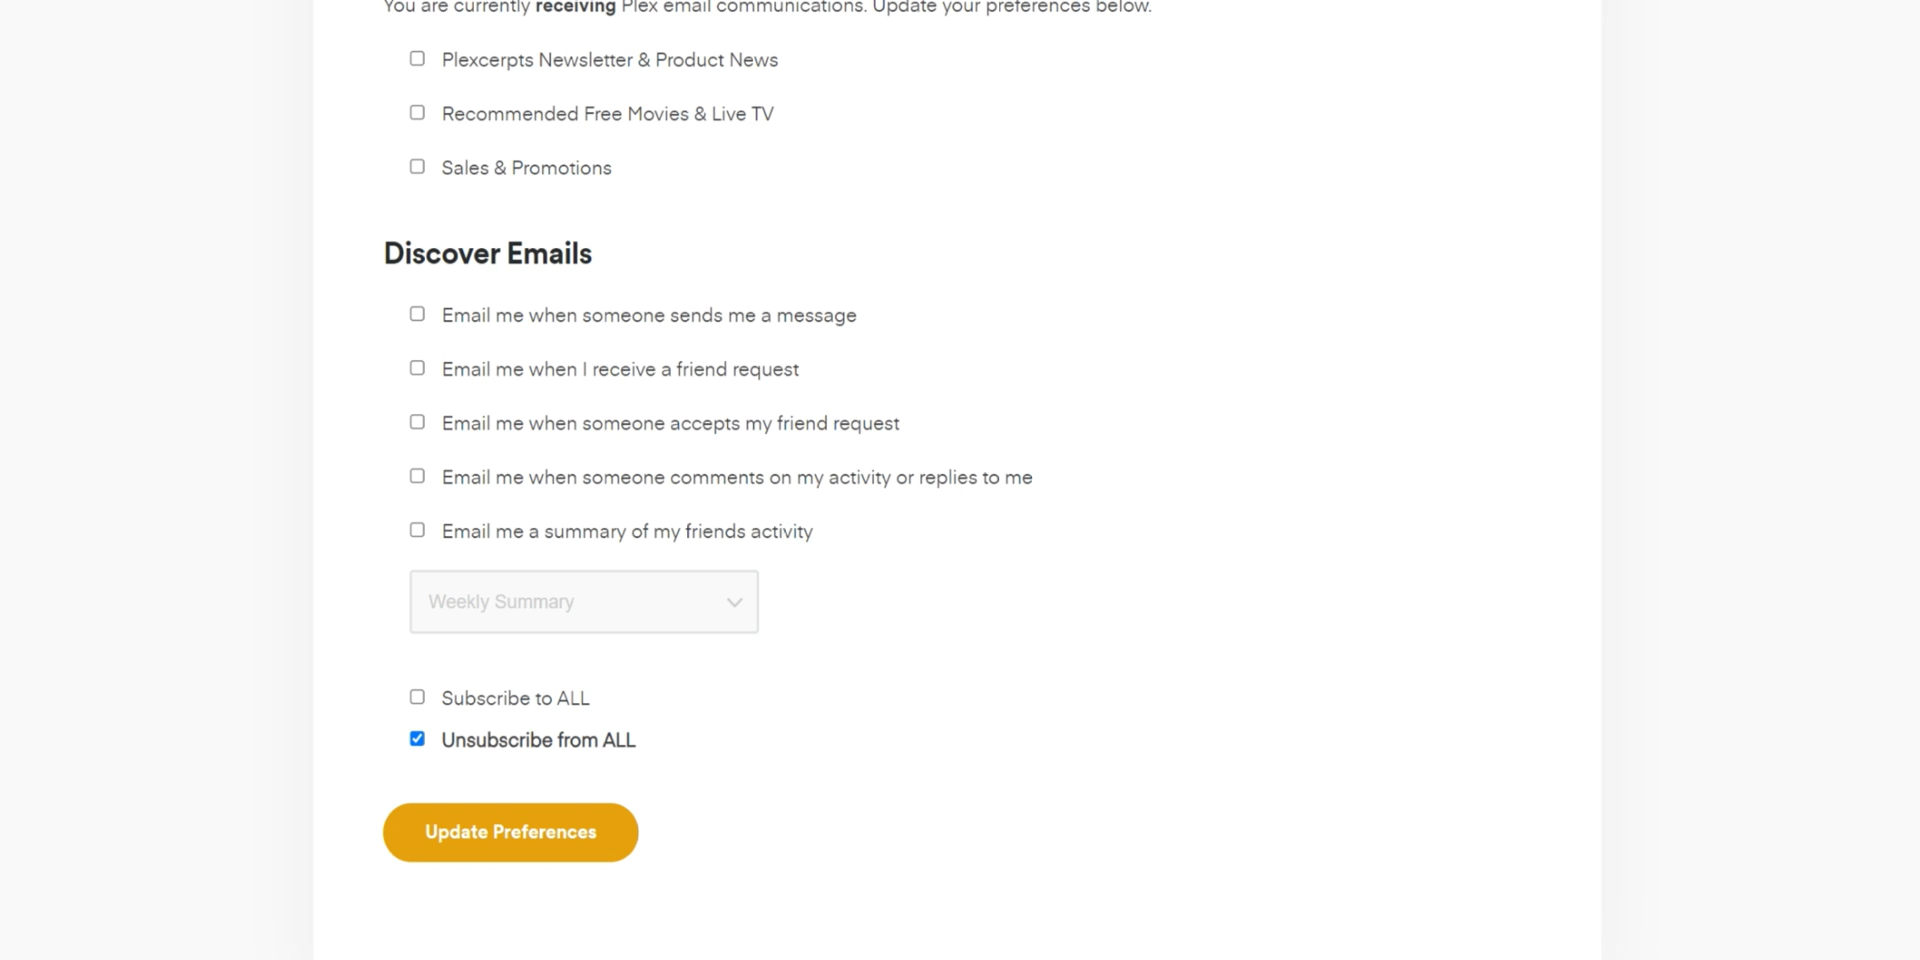 You are currently receiving Plex email communications. Update your preferences below.
Plexcerpts Newsletter & Product News
Recommended Free Movies & Live TV
Sales & Promotions
Discover Emails
Email me when someone sends me a message
Email me when I receive a friend request
Email me when someone accepts my friend request
Email me when someone comments on my activity or replies to me
Email me a summary of my friends activity
Weekly Summary
Subscribe to ALL
Unsubscribe from ALL
Update Preferences